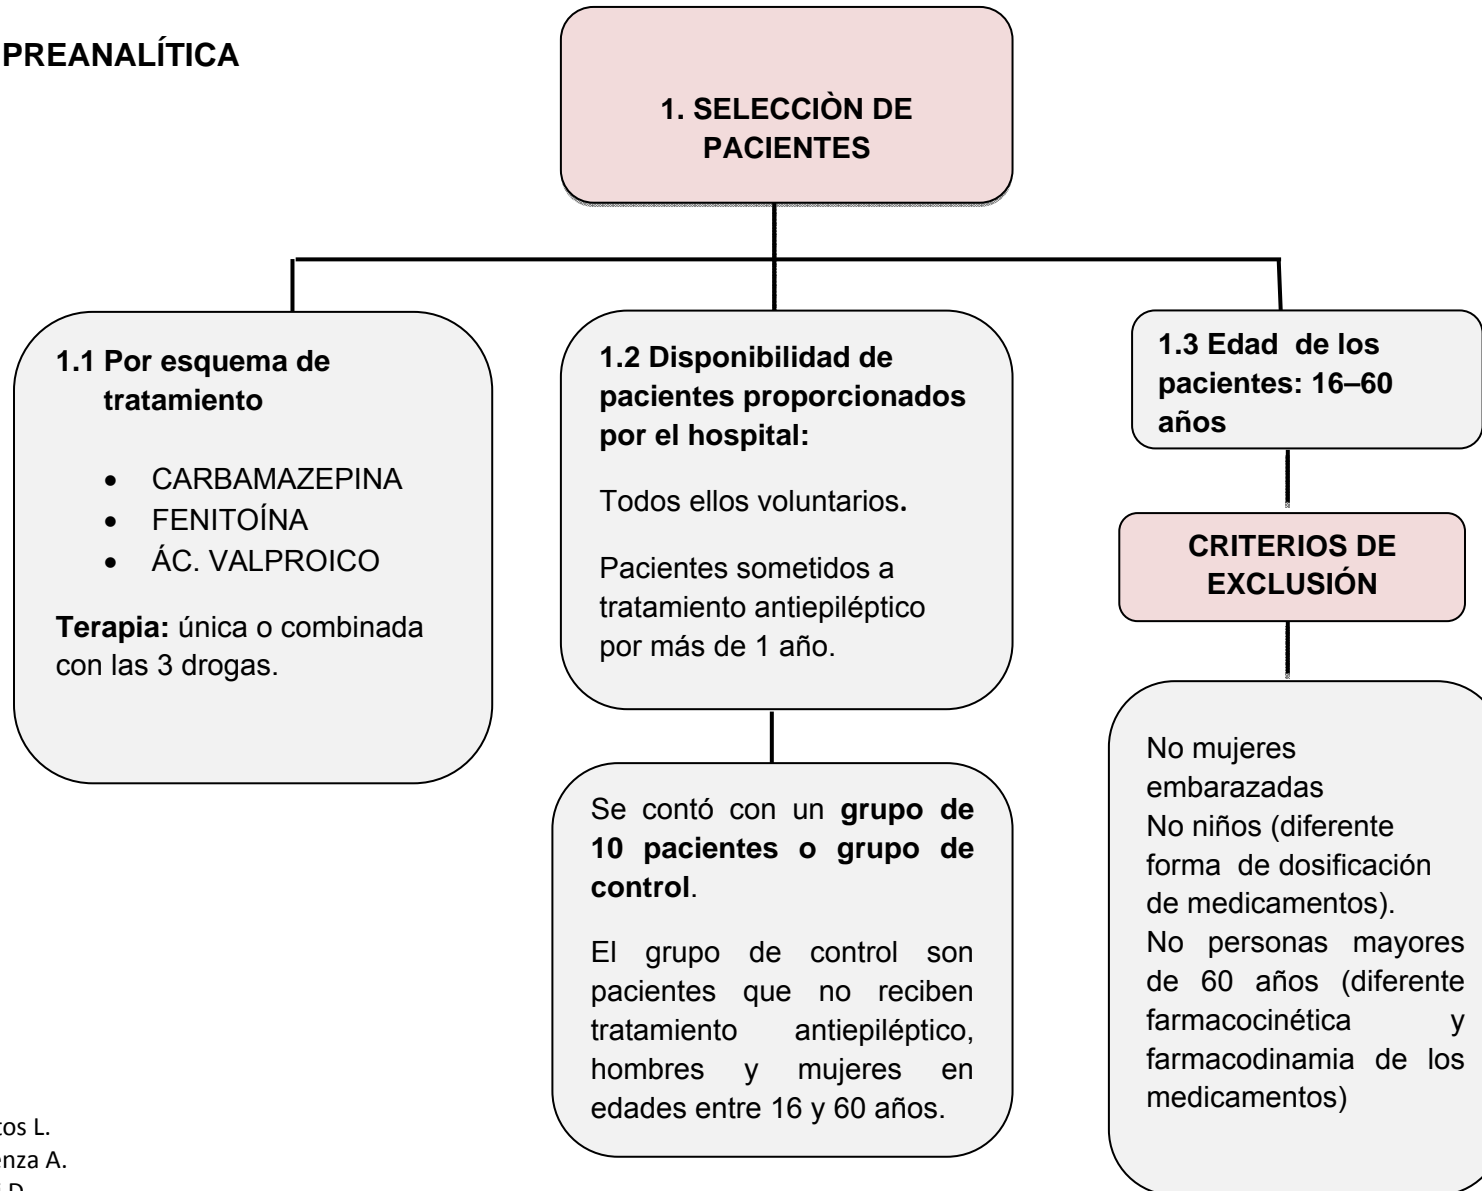 PREANALÍTICA
1. SELECCIÒN DE
PACIENTES
1.1 Por esquema de
tratamiento
• CARBAMAZEPINA
• FENITOÍNA
• ÁC. VALPROICO
Terapia: única o combinada
con las 3 drogas.
1.2 Disponibilidad de
pacientes proporcionados
por el hospital:
Todos ellos voluntarios.
Pacientes sometidos a
tratamiento antiepiléptico
por más de 1 año.
Se contó con un grupo de
10 pacientes o grupo de
control.
El grupo de control son
pacientes que no reciben
tratamiento antiepiléptico,
hombres y mujeres en
edades entre 16 y 60 años.
1.3 Edad de los
pacientes: 16–60
años
CRITERIOS DE
EXCLUSIÓN
No mujeres
embarazadas
No niños (diferente
forma de dosificación
de medicamentos).
No personas mayores
de 60 años (diferente
farmacocinética y
farmacodinamia de los
medicamentos)
tos L.
enza A.